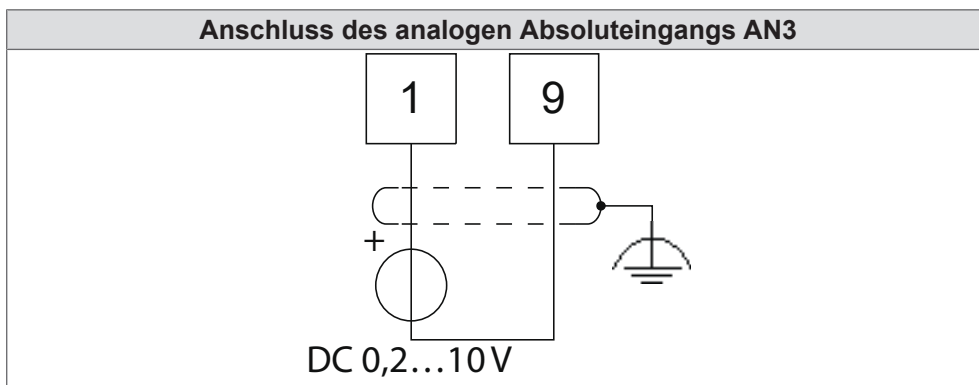 Anschluss des analogen Absoluteingangs AN3
1 9
+
DC 0,2...10 V